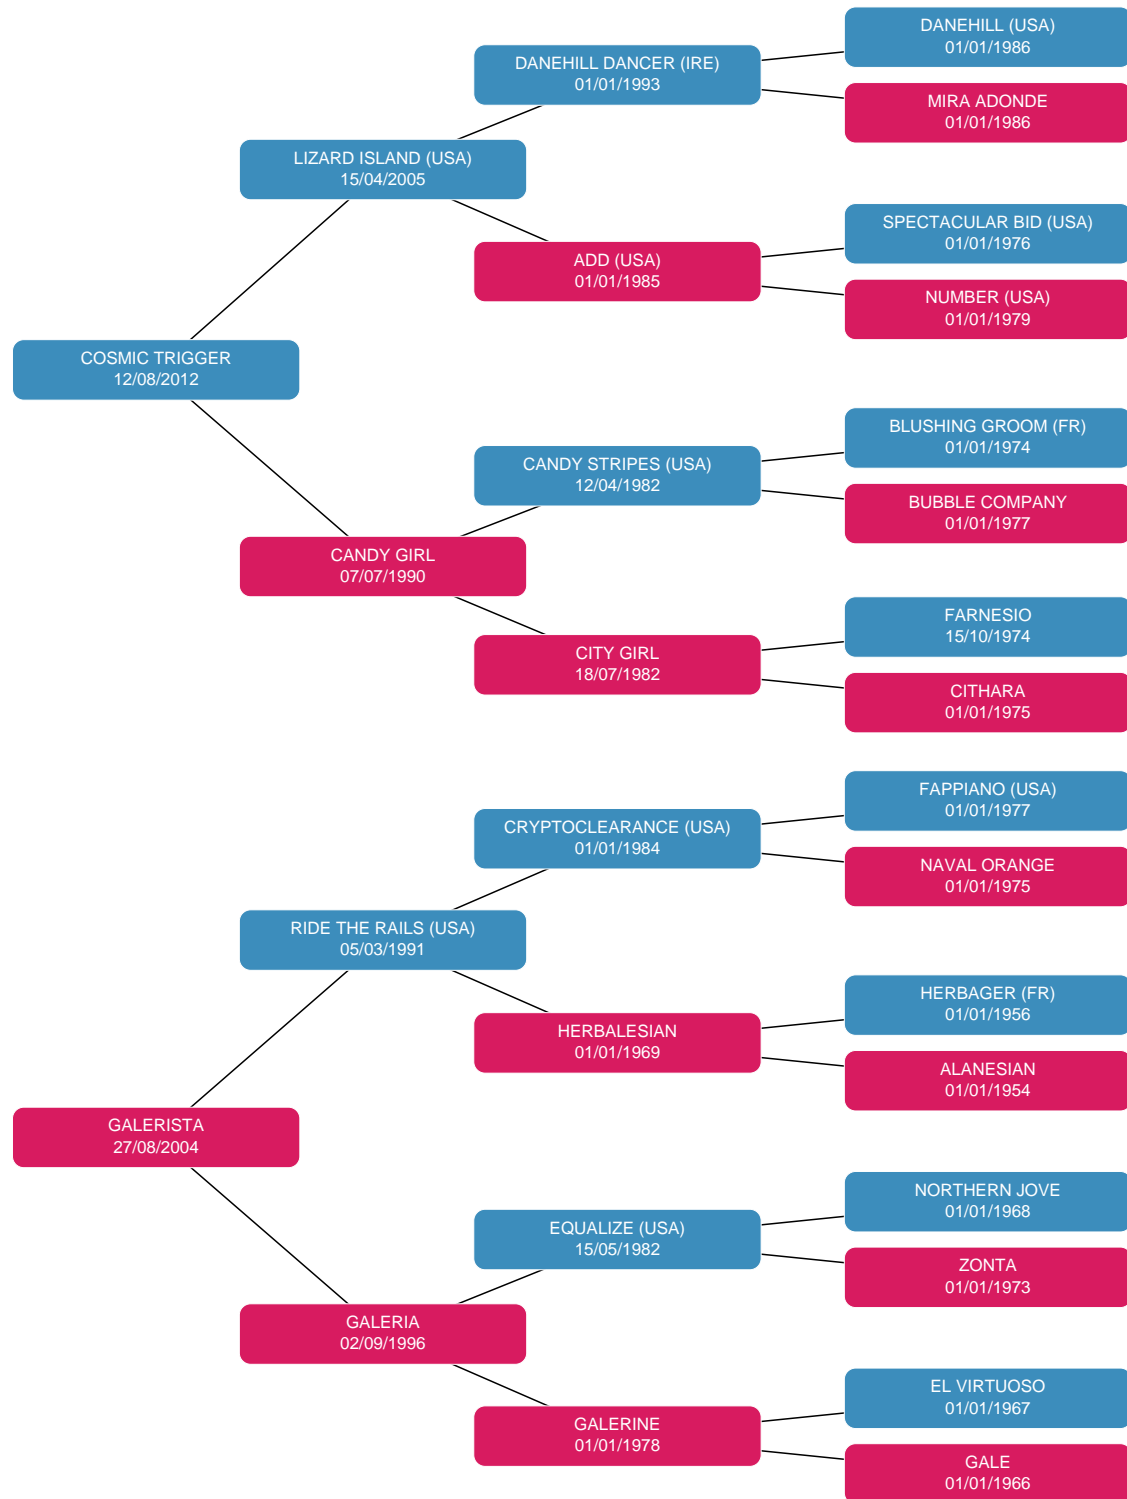 DANEHILL (USA)
01/01/1986
DANEHILL DANCER (IRE)
01/01/1993
MIRA ADONDE
01/01/1986
LIZARD ISLAND (USA)
15/04/2005
SPECTACULAR BID (USA)
01/01/1976
ADD (USA)
01/01/1985
NUMBER (USA)
01/01/1979
COSMIC TRIGGER
12/08/2012
BLUSHING GROOM (FR)
01/01/1974
CANDY STRIPES (USA)
12/04/1982
BUBBLE COMPANY
01/01/1977
CANDY GIRL
07/07/1990
FARNESIO
15/10/1974
CITY GIRL
18/07/1982
CITHARA
01/01/1975
FAPPIANO (USA)
01/01/1977
CRYPTOCLEARANCE (USA)
01/01/1984
NAVAL ORANGE
01/01/1975
RIDE THE RAILS (USA)
05/03/1991
HERBAGER (FR)
01/01/1956
HERBALESIAN
01/01/1969
ALANESIAN
01/01/1954
GALERISTA
27/08/2004
NORTHERN JOVE
01/01/1968
EQUALIZE (USA)
15/05/1982
ZONTA
01/01/1973
GALERIA
02/09/1996
EL VIRTUOSO
01/01/1967
GALERINE
01/01/1978
GALE
01/01/1966